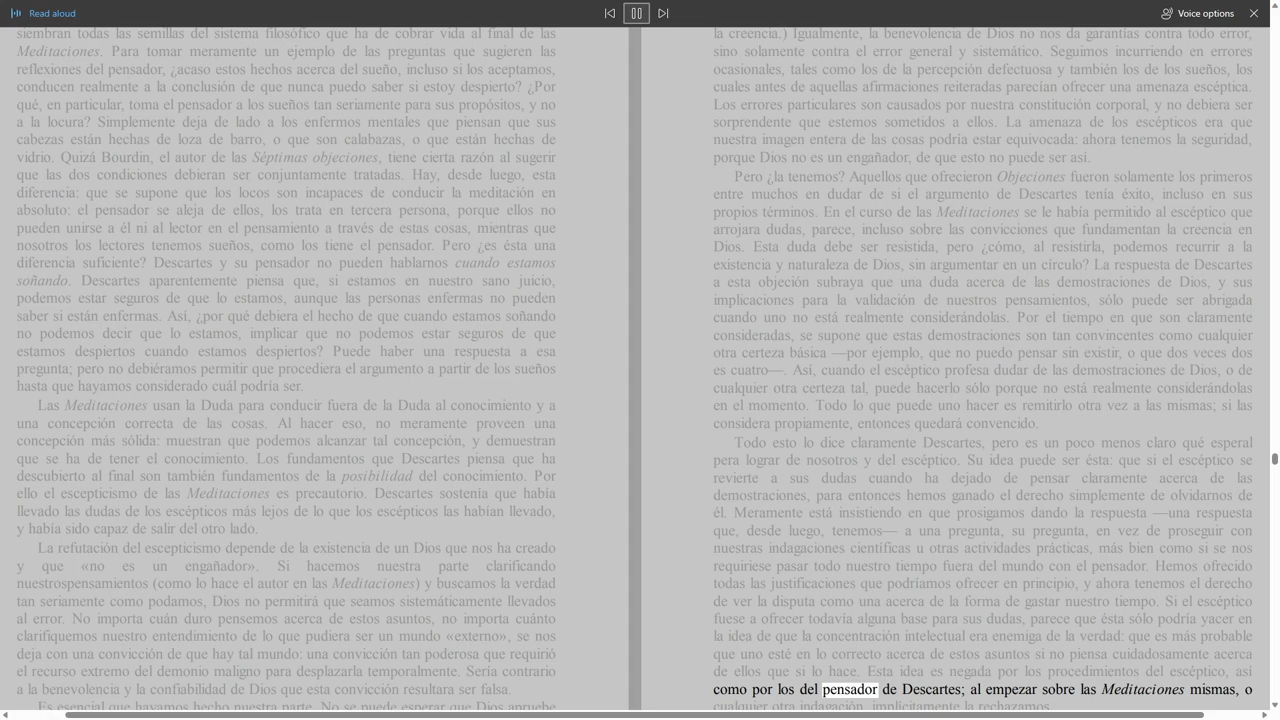 Read aloud
Voice options
siembran todas las semillas del sistema filosófico que ha de cobrar vida al final de las
Meditaciones. Para tomar meramente un ejemplo de las preguntas que sugieren las
reflexiones del pensador, ¿acaso estos hechos acerca del sueño, incluso si los aceptamos,
conducen realmente a la conclusión de que nunca puedo saber si estoy despierto? ¿Por
qué, en particular, toma el pensador a los sueños tan seriamente para sus propósitos, y no
a la locura? Simplemente deja de lado a los enfermos mentales que piensan que sus
cabezas están hechas de loza de barro, o que son calabazas, o que están hechas de
vidrio. Quizá Bourdin, el autor de las Séptimas objeciones, tiene cierta razón al sugerir
que las dos condiciones debieran ser conjuntamente tratadas. Hay, desde luego, esta
diferencia: que se supone que los locos son incapaces de conducir la meditación en
absoluto: el pensador se aleja de ellos, los trata en tercera persona, porque ellos no
pueden unirse a él ni al lector en el pensamiento a través de estas cosas, mientras que
nosotros los lectores tenemos sueños, como los tiene el pensador. Pero ¿es ésta una
diferencia suficiente? Descartes y su pensador no pueden hablarnos cuando estamos
soñando. Descartes aparentemente piensa que, si estamos en nuestro sano juicio,
podemos estar seguros de que lo estamos, aunque las personas enfermas no pueden
saber si están enfermas. Así, ¿por qué debiera el hecho de que cuando estamos soñando
no podemos decir que lo estamos, implicar que no podemos estar seguros de que
estamos despiertos cuando estamos despiertos? Puede haber una respuesta a esa
pregunta; pero no debiéramos permitir que procediera el argumento a partir de los sueños
hasta que hayamos considerado cuál podría ser.
Las Meditaciones usan la Duda para conducir fuera de la Duda al conocimiento y a
una concepción correcta de las cosas. Al hacer eso, no meramente proveen una
concepción más sólida: muestran que podemos alcanzar tal concepción, y demuestran
que se ha de tener el conocimiento. Los fundamentos que Descartes piensa que ha
descubierto al final son también fundamentos de la posibilidad del conocimiento. Por
ello el escepticismo de las Meditaciones es precautorio. Descartes sostenía que había
llevado las dudas de los escépticos más lejos de lo que los escépticos las habían llevado,
y había sido capaz de salir del otro lado.
La refutación del escepticismo depende de la existencia de un Dios que nos ha creado
y que «no es un engañador». Si hacemos nuestra parte clarificando
nuestrospensamientos (como lo hace el autor en las Meditaciones) y buscamos la verdad
tan seriamente como podamos, Dios no permitirá que seamos sistemáticamente llevados
al error. No importa cuán duro pensemos acerca de estos asuntos, no importa cuánto
clarifiquemos nuestro entendimiento de lo que pudiera ser un mundo «externo», se nos
deja con una convicción de que hay tal mundo: una convicción tan poderosa que requirió
el recurso extremo del demonio maligno para desplazarla temporalmente. Sería contrario
a la benevolencia y la confiabilidad de Dios que esta convicción resultara ser falsa.
Es esencial que hayamos hecho nuestra parte. No se puede esperar que Dios apruebe
la creencia.) Igualmente, la benevolencia de Dios no nos da garantías contra todo error,
sino solamente contra el error general y sistemático. Seguimos incurriendo en errores
ocasionales, tales como los de la percepción defectuosa y también los de los sueños, los
cuales antes de aquellas afirmaciones reiteradas parecían ofrecer una amenaza escéptica.
Los errores particulares son causados por nuestra constitución corporal, y no debiera ser
sorprendente que estemos sometidos a ellos. La amenaza de los escépticos era que
nuestra imagen entera de las cosas podría estar equivocada: ahora tenemos la seguridad,
porque Dios no es un engañador, de que esto no puede ser así.
Pero ¿la tenemos? Aquellos que ofrecieron Objeciones fueron solamente los primeros
entre muchos en dudar de si el argumento de Descartes tenía éxito, incluso en sus
propios términos. En el curso de las Meditaciones se le había permitido al escéptico que
arrojara dudas, parece, incluso sobre las convicciones que fundamentan la creencia en
Dios. Esta duda debe ser resistida, pero ¿cómo, al resistirla, podemos recurrir a la
existencia y naturaleza de Dios, sin argumentar en un círculo? La respuesta de Descartes
a esta objeción subraya que una duda acerca de las demostraciones de Dios, y sus
implicaciones para la validación de nuestros pensamientos, sólo puede ser abrigada
cuando uno no está realmente considerándolas. Por el tiempo en que son claramente
consideradas, se supone que estas demostraciones son tan convincentes como cualquier
otra certeza básica —por ejemplo, que no puedo pensar sin existir, o que dos veces dos
es cuatro—. Así, cuando el escéptico profesa dudar de las demostraciones de Dios, o de
cualquier otra certeza tal, puede hacerlo sólo porque no está realmente considerándolas
en el momento. Todo lo que puede uno hacer es remitirlo otra vez a las mismas; si las
considera propiamente, entonces quedará convencido.
Todo esto lo dice claramente Descartes, pero es un poco menos claro qué esperal
pera lograr de nosotros y del escéptico. Su idea puede ser ésta: que si el escéptico se
revierte a sus dudas cuando ha dejado de pensar claramente acerca de las
demostraciones, para entonces hemos ganado el derecho simplemente de olvidarnos de
él. Meramente está insistiendo en que prosigamos dando la respuesta —una respuesta
que, desde luego, tenemos— a una pregunta, su pregunta, en vez de proseguir con
nuestras indagaciones científicas u otras actividades prácticas, más bien como si se nos
requiriese pasar todo nuestro tiempo fuera del mundo con el pensador. Hemos ofrecido
todas las justificaciones que podríamos ofrecer en principio, y ahora tenemos el derecho
de ver la disputa como una acerca de la forma de gastar nuestro tiempo. Si el escéptico
fuese a ofrecer todavía alguna base para sus dudas, parece que ésta sólo podría yacer en
la idea de que la concentración intelectual era enemiga de la verdad: que es más probable
que uno esté en lo correcto acerca de estos asuntos si no piensa cuidadosamente acerca
de ellos que si lo hace. Esta idea es negada por los procedimientos del escéptico, así
como por los del pensador de Descartes; al empezar sobre las Meditaciones mismas, o
cualquier otra indagación, implícitamente la rechazamos.